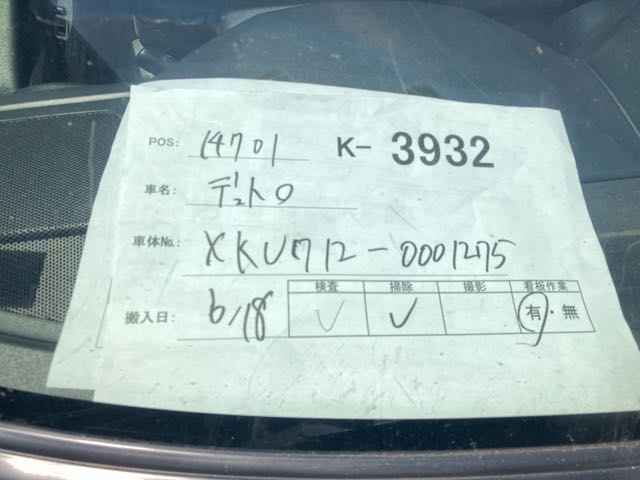 POS: 14701 K- 3932
車名: デュトロ
車体No.: XKU712-0001275
検査 掃除 撮影 看板作業
搬入日: 6/18 ✓ ✓ 有・無